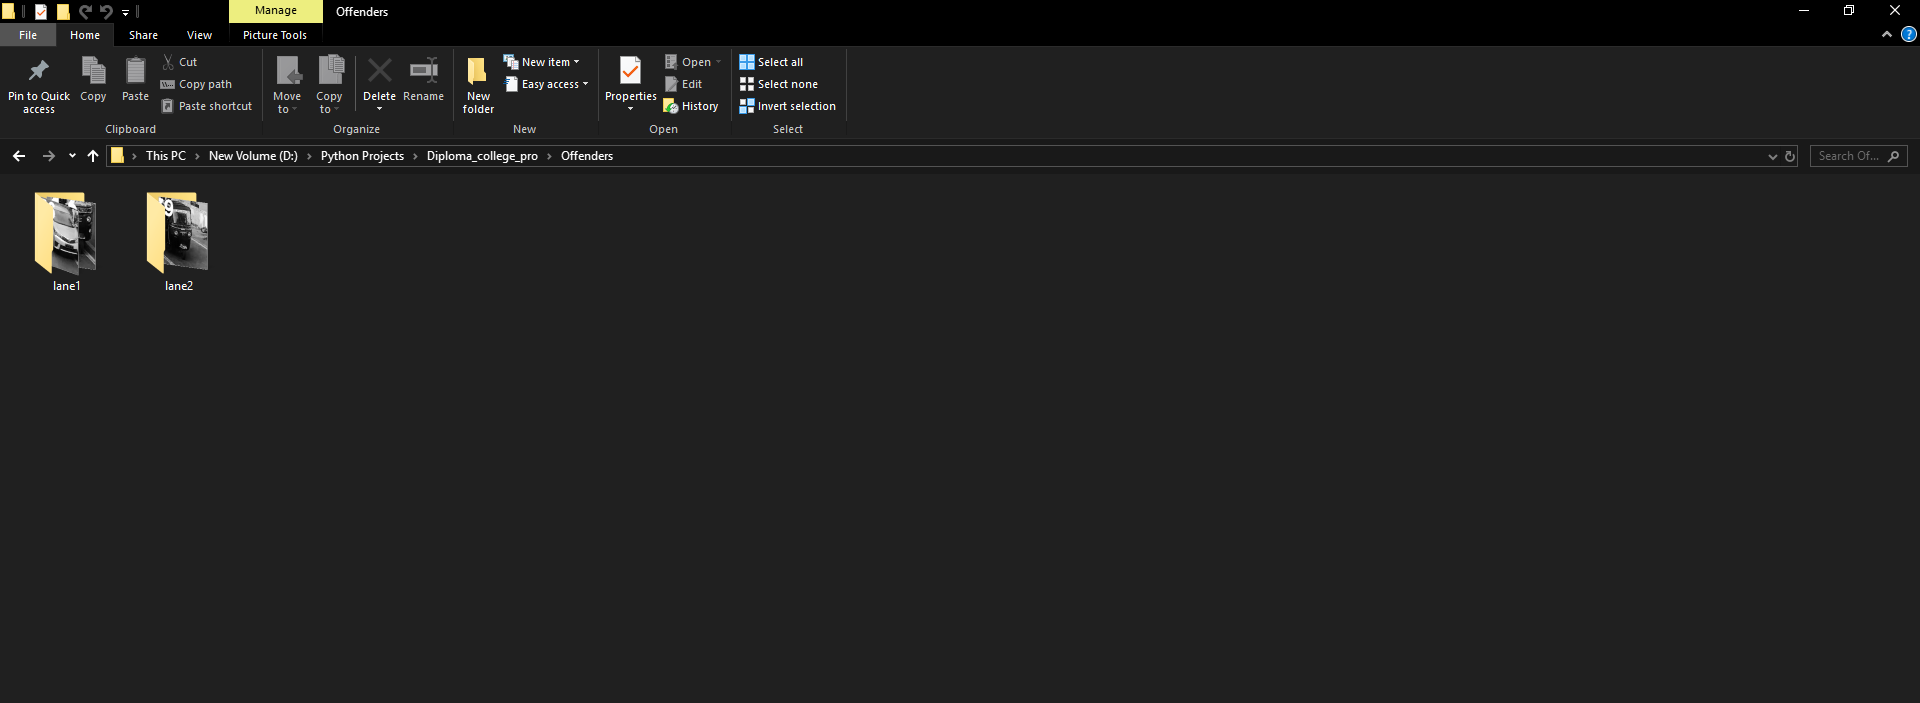 Manage
Offenders
File
Home
Share
View
Picture Tools
Pin to Quick access
Copy
Paste
Cut
Copy path
Paste shortcut
Clipboard
Move to
Copy to
Delete
Rename
Organize
New folder
New item
Easy access
New
Properties
Open
Edit
History
Open
Select all
Select none
Invert selection
Select
This PC > New Volume (D:) > Python Projects > Diploma_college_pro > Offenders
Search Of...
lane1
lane2